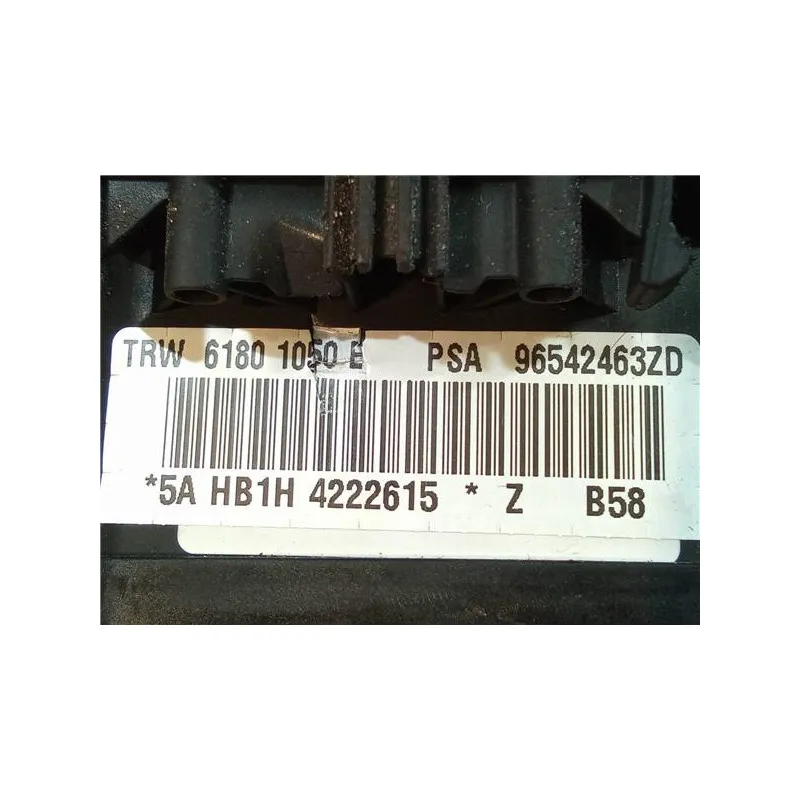 TRW 6180 1050 E PSA 96542463ZD
*5A HB1H 4222615 * Z B58